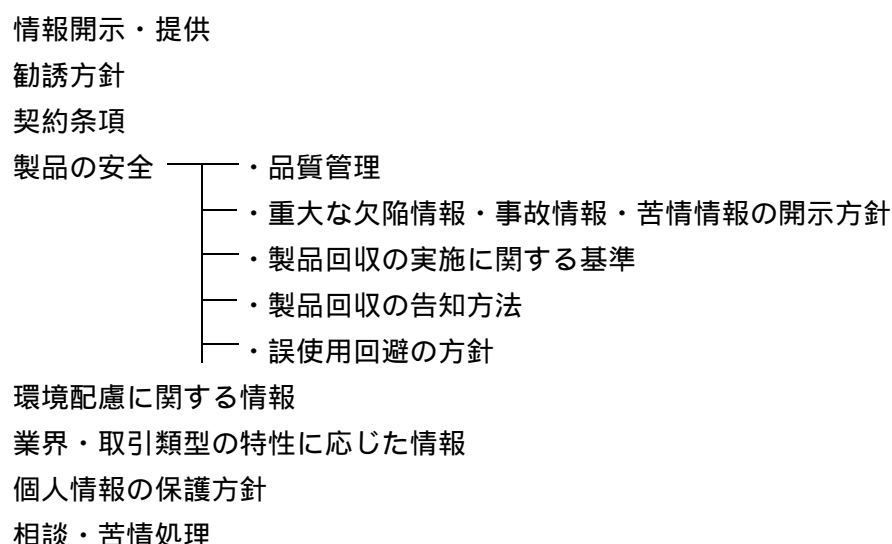 情報開示・提供
勧誘方針
契約条項
製品の安全 ・品質管理
・重大な欠陥情報・事故情報・苦情情報の開示方針
・製品回収の実施に関する基準
・製品回収の告知方法
・誤使用回避の方針
環境配慮に関する情報
業界・取引類型の特性に応じた情報
個人情報の保護方針
相談・苦情処理